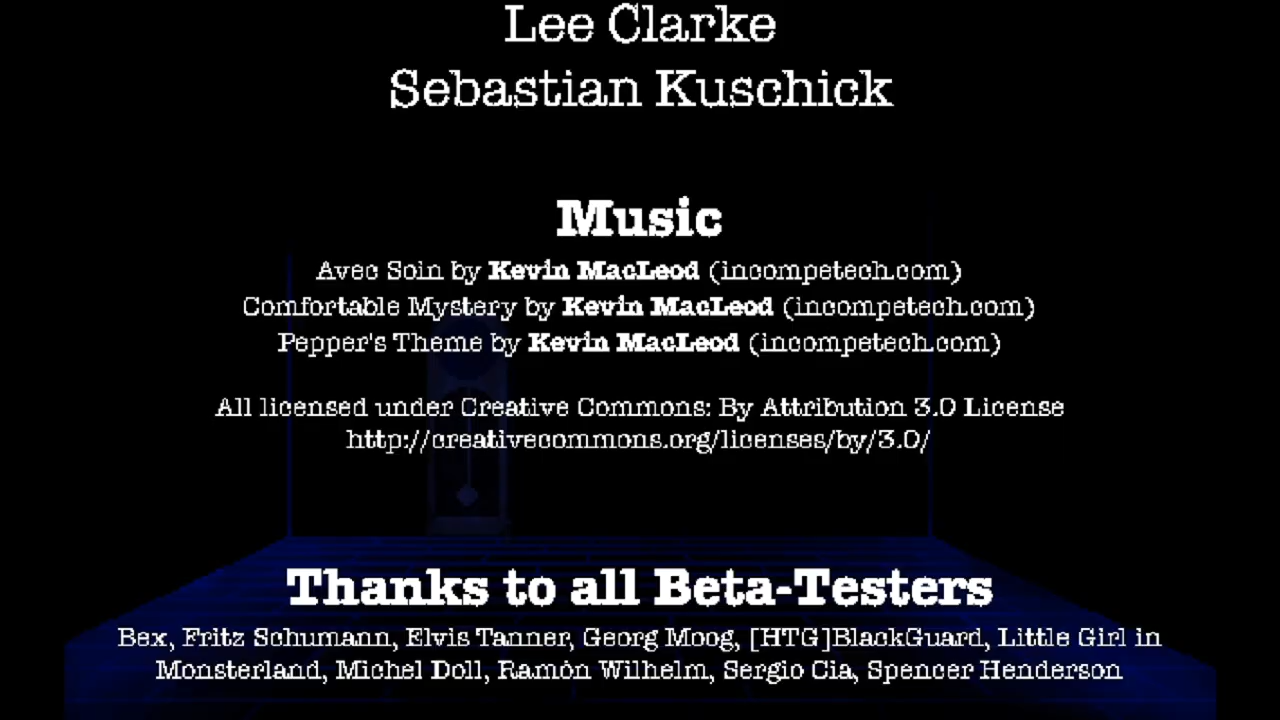 Lee Clarke
Sebastian Kuschick
Music
Avec Soin by Kevin MacLeod (incompetech.com)
Comfortable Mystery by Kevin MacLeod (incompetech.com)
Pepper's Theme by Kevin MacLeod (incompetech.com)
All licensed under Creative Commons: By Attribution 3.0 License
http://creativecommons.org/licenses/by/3.0/
Thanks to all Beta-Testers
Bex, Fritz Schumann, Elvis Tanner, Georg Moog, [HTG]BlackGuard, Little Girl in
Monsterland, Michel Doll, Ramón Wilhelm, Sergio Cia, Spencer Henderson